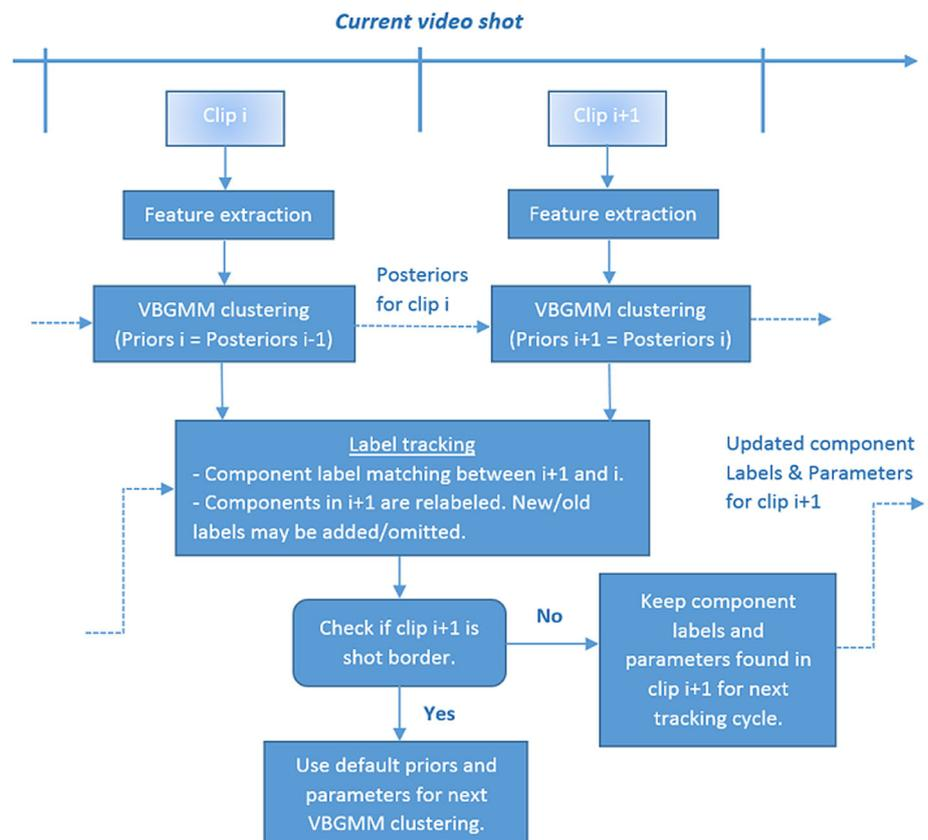 Current video shot
Clip i
Clip i+1
Feature extraction
Feature extraction
Posteriors
for clip i
VBGMM clustering
(Priors i = Posteriors i-1)
VBGMM clustering
(Priors i+1 = Posteriors i)
Label tracking
- Component label matching between i+1 and i.
- Components in i+1 are relabeled. New/old
labels may be added/omitted.
Updated component
Labels & Parameters
for clip i+1
Check if clip i+1 is
shot border.
No
Keep component
labels and
parameters found in
clip i+1 for next
tracking cycle.
Yes
Use default priors and
parameters for next
VBGMM clustering.